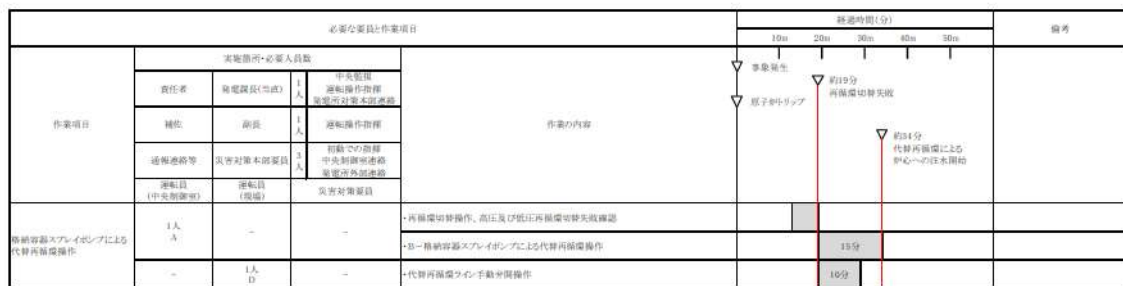 必要な要員と作業項目
経過時間(分)
備考
10m 20m 30m 40m 50m
作業項目
実施箇所・必要人員数
作業の内容
責任者 発電課長(当直) 1人 中央監視
運転操作指揮
発電所対策本部連絡
補佐 副長 1人 運転操作指揮
通報連絡等 災害対策本部要員 3人 初動での指揮
中央制御室連絡
発電所外部連絡
運転員
(中央制御室)
運転員
(現場)
災害対策要員
事象発生
原子炉トリップ
約19分
再循環切替失敗
約34分
代替再循環による
炉心への注水開始
格納容器スプレイポンプによる
代替再循環操作
1人
A
-
-
・再循環切替操作、高圧及び低圧再循環切替失敗確認
・B-格納容器スプレイポンプによる代替再循環操作
15分
-
1人
D
-
・代替再循環ライン手動弁開操作
10分